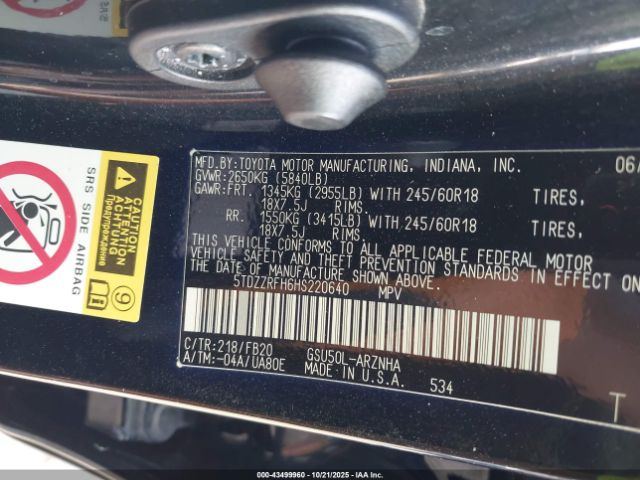 MFD.BY:TOYOTA MOTOR MANUFACTURING, INDIANA, INC. 06/
GVWR:2650KG (5840LB)
GAWR:FRT. 1345KG (2955LB) WITH 245/60R18 TIRES,
18X7.5J RIMS.
RR. 1550KG (3415LB) WITH 245/60R18 TIRES,
18X7.5J RIMS.
THIS VEHICLE CONFORMS TO ALL APPLICABLE FEDERAL MOTOR
VEHICLE SAFETY AND THEFT PREVENTION STANDARDS IN EFFECT ON
THE DATE OF MANUFACTURE SHOWN ABOVE.
5TDZZRFH6HS220640 MPV
C/TR:218/FB20 GSU50L-ARZNHA
A/TM:-04A/UA80E MADE IN U.S.A. 534
T
SRS SIDE AIRBAG
CAUTION
ATTENTION
ACHTUNG
Предупреждение
9
000-43499960 10/21/2025 IAAI.CA